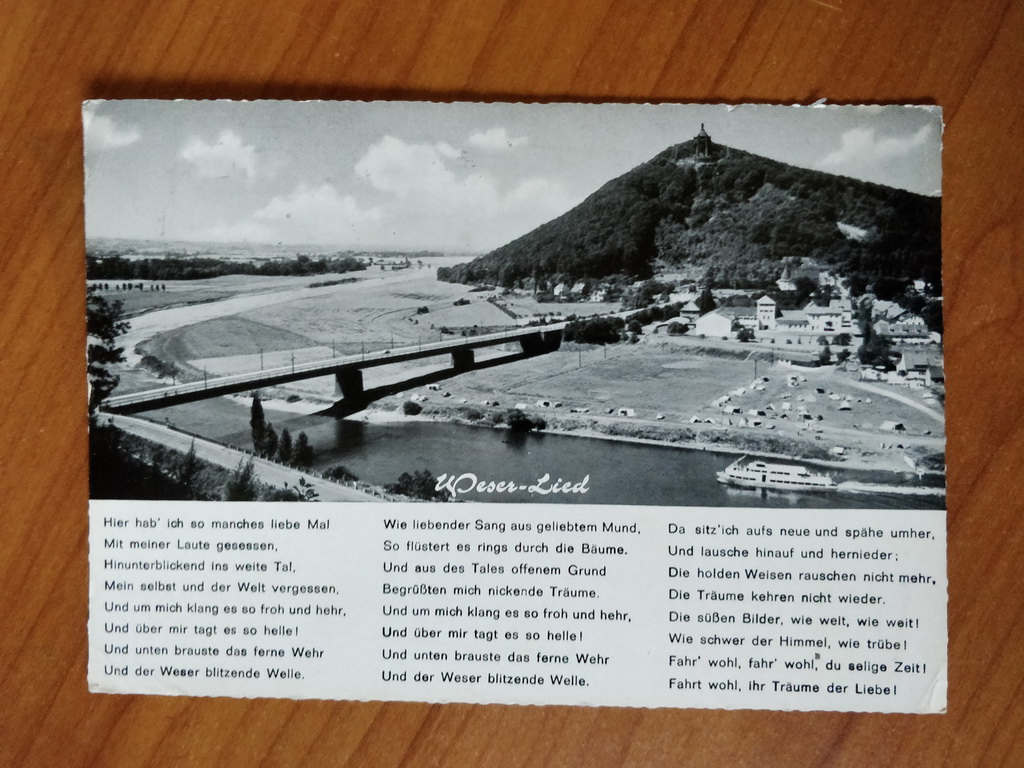 Weser-Lied
Hier hab' ich so manches liebe Mal
Mit meiner Laute gesessen,
Hinunterblickend ins weite Tal,
Mein selbst und der Welt vergessen,
Und um mich klang es so froh und hehr,
Und über mir tagt es so helle!
Und unten brauste das ferne Wehr
Und der Weser blitzende Welle.
Wie liebender Sang aus geliebtem Mund,
So flüstert es rings durch die Bäume.
Und aus des Tales offenem Grund
Begrüßten mich nickende Träume.
Und um mich klang es so froh und hehr,
Und über mir tagt es so helle!
Und unten brauste das ferne Wehr
Und der Weser blitzende Welle.
Da sitz'ich aufs neue und spähe umher,
Und lausche hinauf und hernieder;
Die holden Weisen rauschen nicht mehr,
Die Träume kehren nicht wieder.
Die süßen Bilder, wie weit, wie weit!
Wie schwer der Himmel, wie trübe!
Fahr' wohl, fahr' wohl, du selige Zeit!
Fahrt wohl, ihr Träume der Liebe!